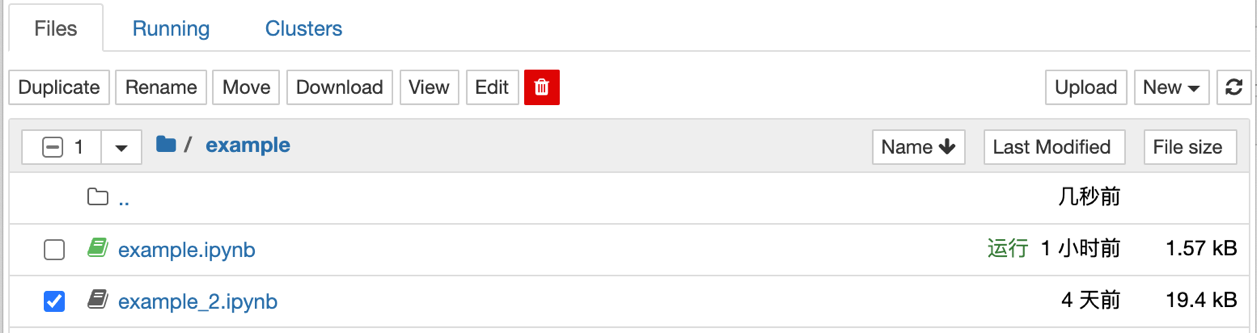 Files Running Clusters
Duplicate Rename Move Download View Edit Upload New
1 / example Name Last Modified File size
.. 几秒前
example.ipynb 运行 1 小时前 1.57 kB
example_2.ipynb 4 天前 19.4 kB